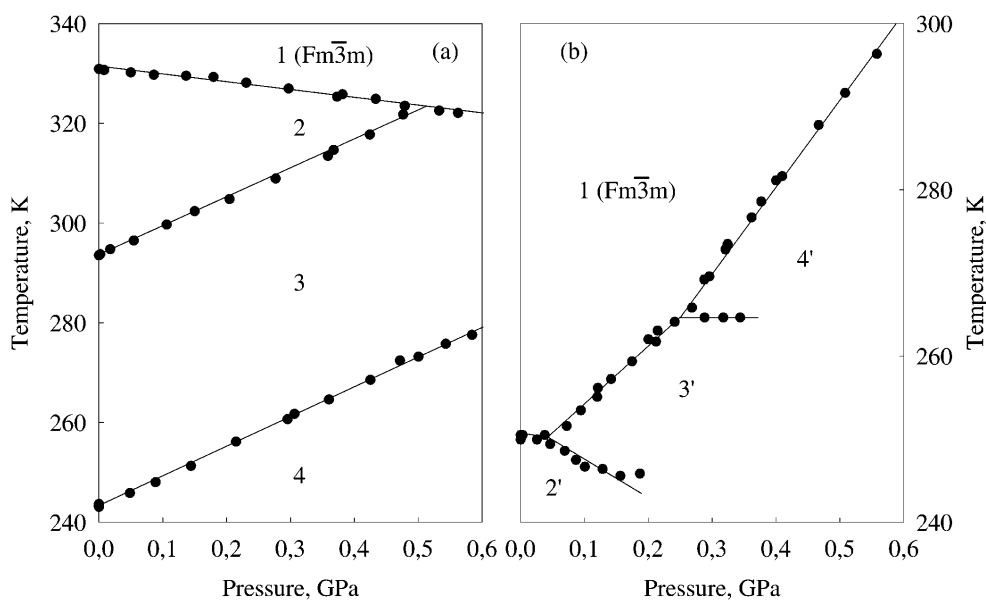 340
320
300
280
260
240
Temperature, K
1 (Fm3̅m)
(a)
2
3
4
0,0 0,1 0,2 0,3 0,4 0,5 0,6
Pressure, GPa
(b)
1 (Fm3̅m)
4'
3'
2'
300
280
260
240
Temperature, K
0,0 0,1 0,2 0,3 0,4 0,5 0,6
Pressure, GPa